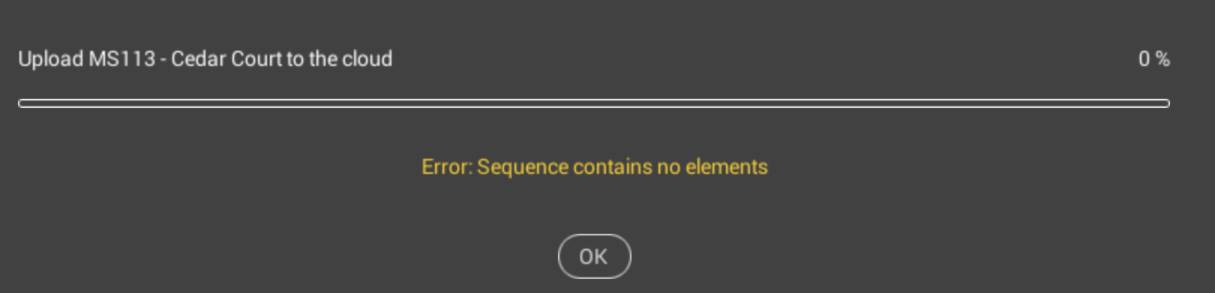 Upload MS113 - Cedar Court to the cloud 0 %
Error: Sequence contains no elements
OK